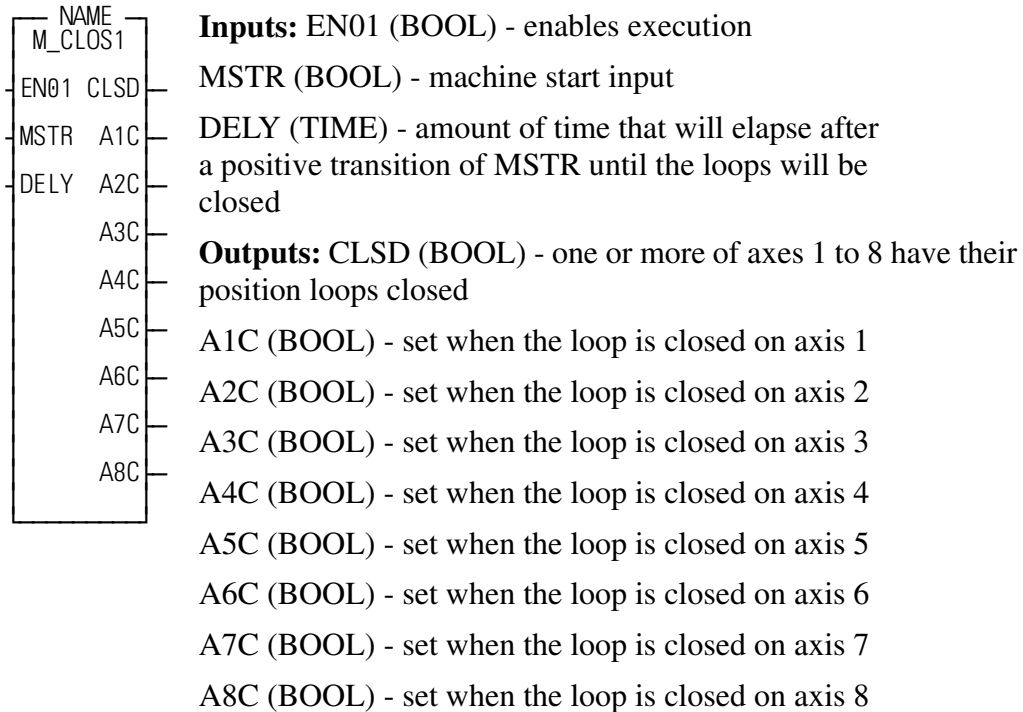 NAME
M_CLOS1
EN01 CLSD
MSTR A1C
DELY A2C
A3C
A4C
A5C
A6C
A7C
A8C
Inputs: EN01 (BOOL) - enables execution
MSTR (BOOL) - machine start input
DELY (TIME) - amount of time that will elapse after
a positive transition of MSTR until the loops will be
closed
Outputs: CLSD (BOOL) - one or more of axes 1 to 8 have their
position loops closed
A1C (BOOL) - set when the loop is closed on axis 1
A2C (BOOL) - set when the loop is closed on axis 2
A3C (BOOL) - set when the loop is closed on axis 3
A4C (BOOL) - set when the loop is closed on axis 4
A5C (BOOL) - set when the loop is closed on axis 5
A6C (BOOL) - set when the loop is closed on axis 6
A7C (BOOL) - set when the loop is closed on axis 7
A8C (BOOL) - set when the loop is closed on axis 8